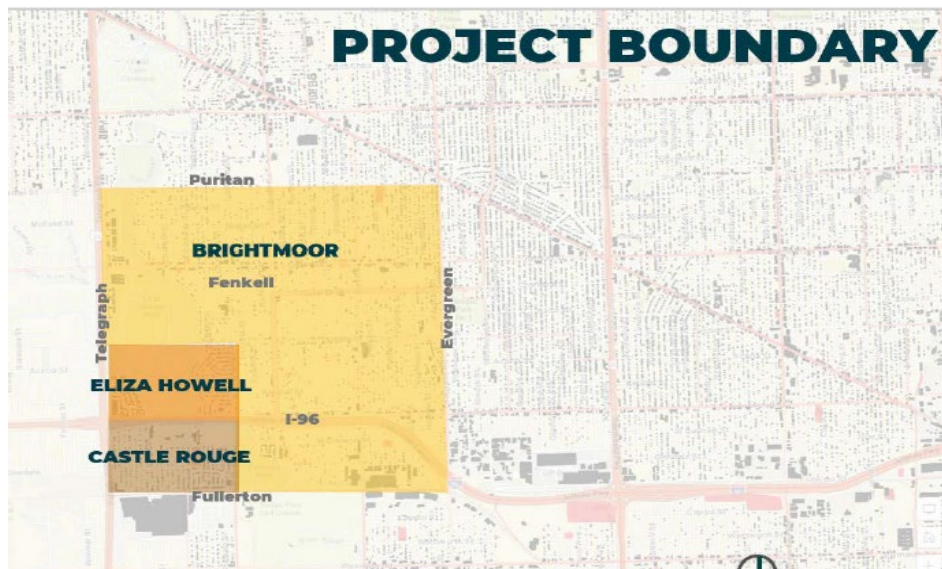 PROJECT BOUNDARY
Puritan
BRIGHTMOOR
Fenkell
Telegraph
Evergreen
ELIZA HOWELL
I-96
CASTLE ROUGE
Fullerton